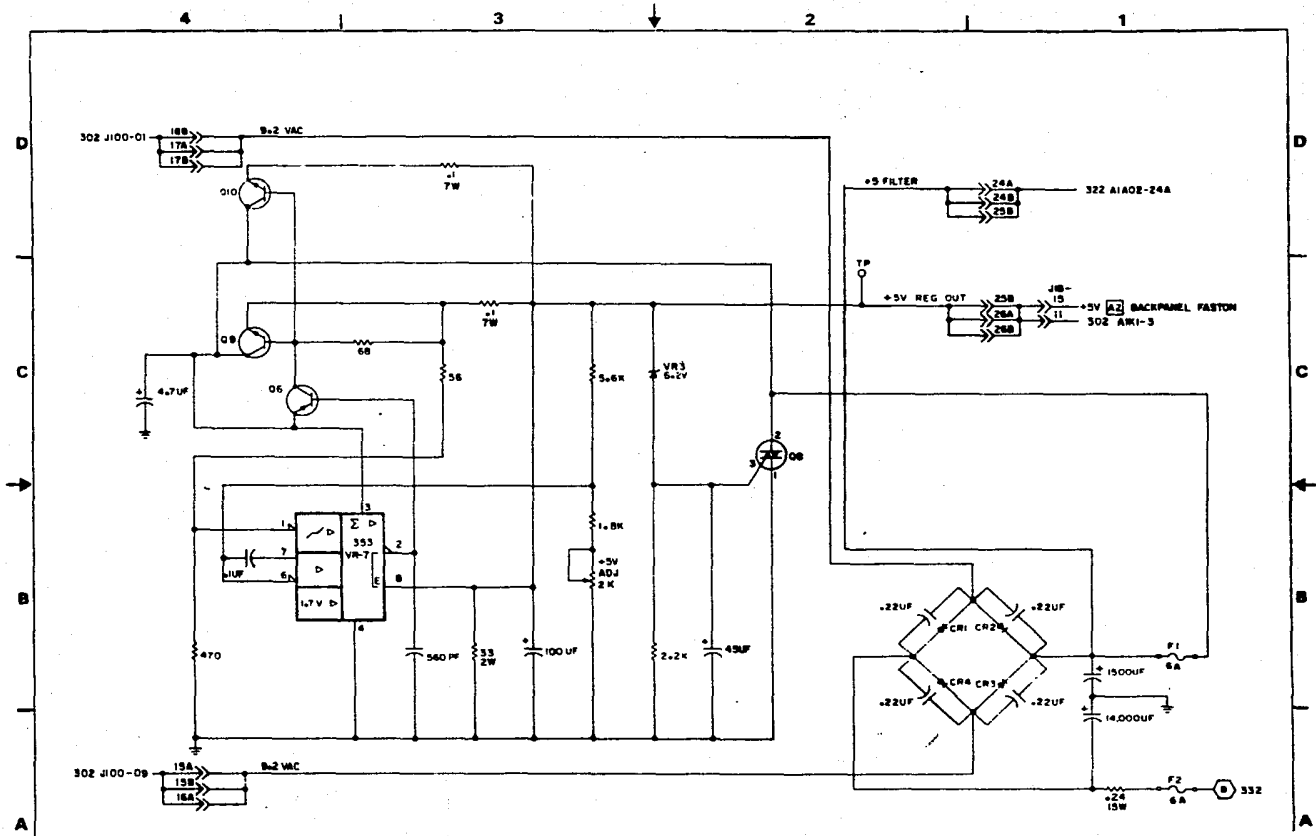 4 3 2 1
D D
302 J100-01 16B 9.2 VAC
17A
17B
Q10
.1
7W
+5 FILTER 24A 322 A1A02-24A
24B
25B
TP
+5V REG OUT 25B J1B-
15 +5V A2 BACKPANEL FASTON
26A 11 302 A1K1-3
26B
.1
7W
Q9
68
C C
4.7UF
Q6
56
5.6K
VR3
6.2V
2
3 Q8
1
3
1 Σ
353
VR-7 2
7
.1UF
6 E 8
1.7V
4
1.8K
+5V
ADJ
2K
B B
470
560 PF
33
2W
100 UF
2.2K
45UF
.22UF .22UF
CR1 CR2
CR4 CR3
.22UF .22UF
F1
6A
1500UF
14,000UF
302 J100-09 15A 9.2 VAC
15B
16A
.24
15W
F2
6A
B 332
A A